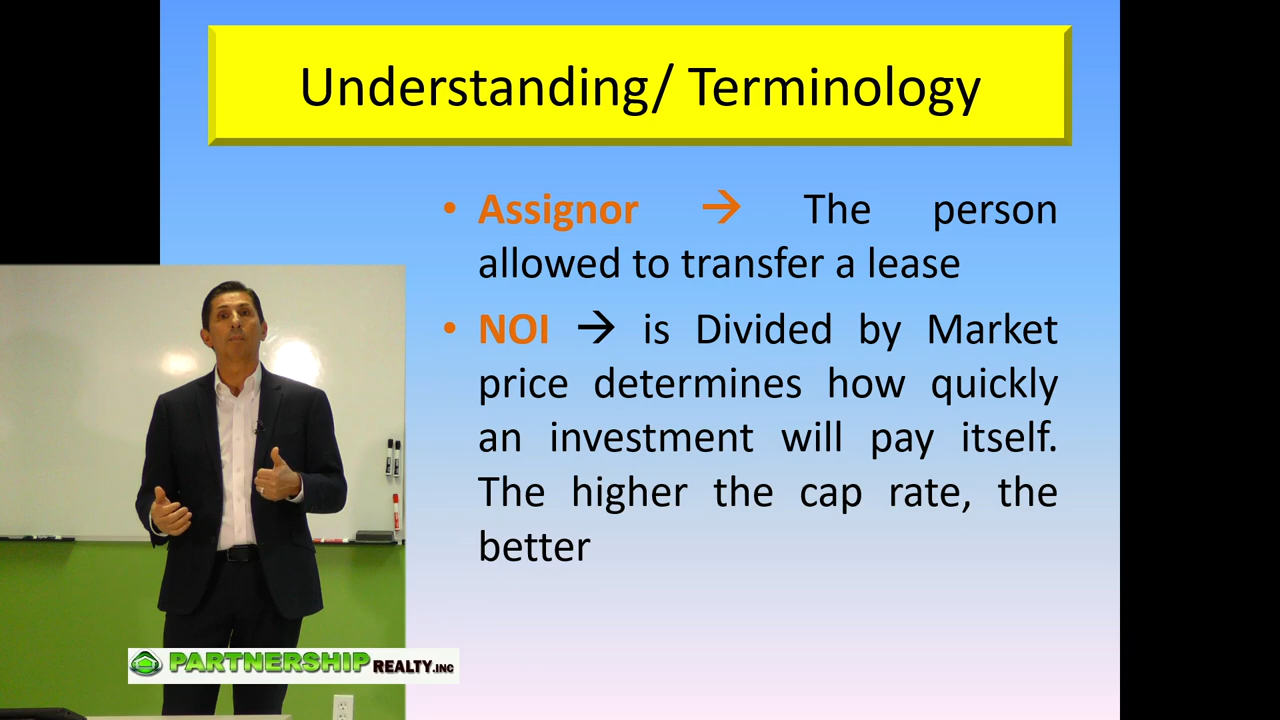 Understanding/ Terminology
• Assignor → The person
allowed to transfer a lease
• NOI → is Divided by Market
price determines how quickly
an investment will pay itself.
The higher the cap rate, the
better
PARTNERSHIP REALTY.INC